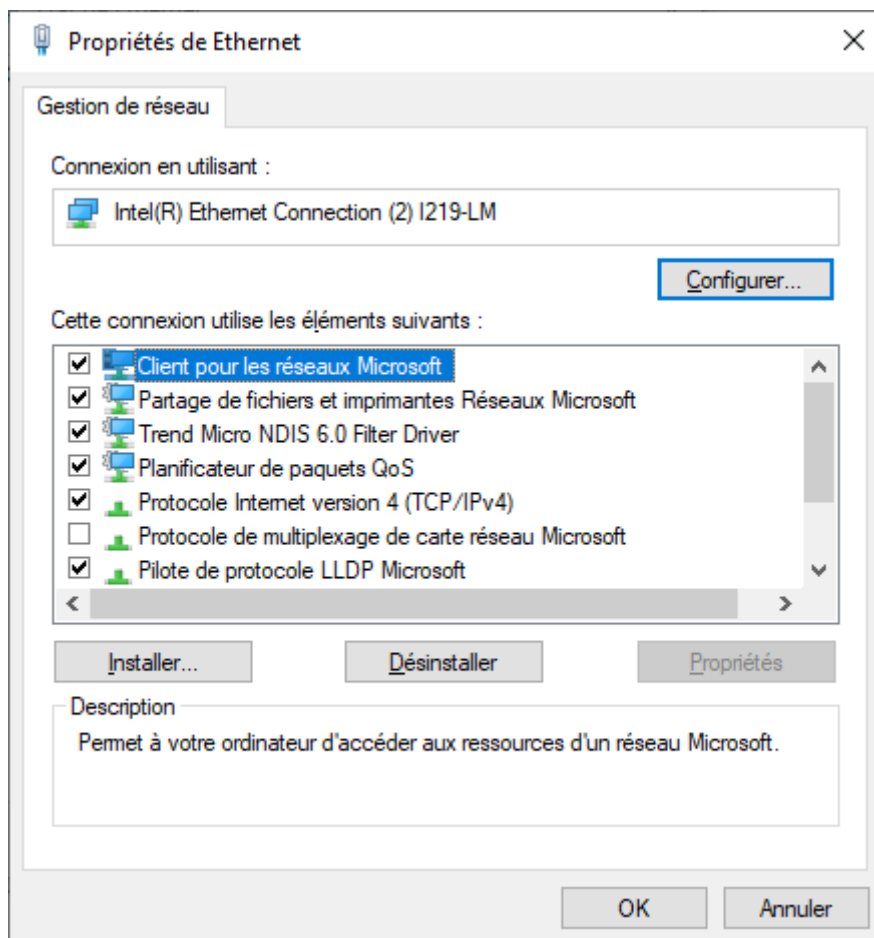 Propriétés de Ethernet
Gestion de réseau
Connexion en utilisant :
Intel(R) Ethernet Connection (2) I219-LM
Configurer...
Cette connexion utilise les éléments suivants :
Client pour les réseaux Microsoft
Partage de fichiers et imprimantes Réseaux Microsoft
Trend Micro NDIS 6.0 Filter Driver
Planificateur de paquets QoS
Protocole Internet version 4 (TCP/IPv4)
Protocole de multiplexage de carte réseau Microsoft
Pilote de protocole LLDP Microsoft
Installer... Désinstaller Propriétés
Description
Permet à votre ordinateur d'accéder aux ressources d'un réseau Microsoft.
OK Annuler